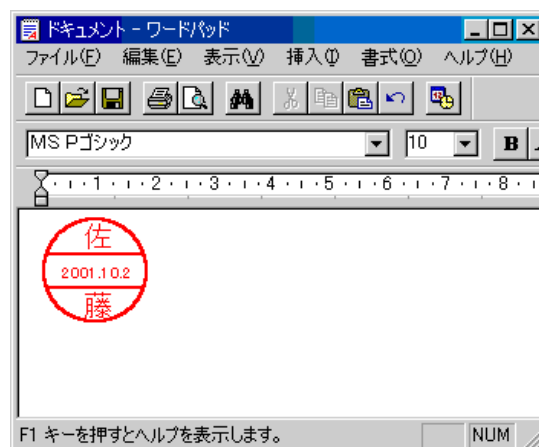 ドキュメント - ワードパッド
ファイル(F) 編集(E) 表示(V) 挿入(I) 書式(O) ヘルプ(H)
MS Pゴシック 10 B
1 2 3 4 5 6 7 8
佐
2001.10.2
藤
F1 キーを押すとヘルプを表示します。 NUM